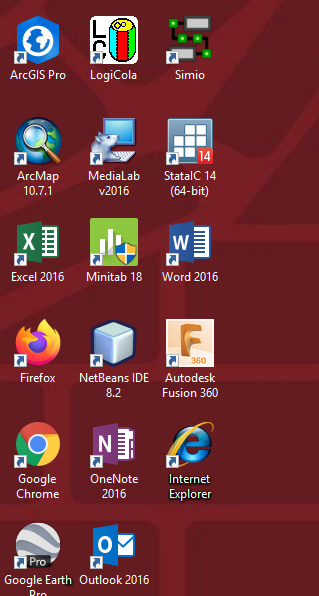 ArcGIS Pro
LogiCola
Simio
ArcMap
10.7.1
MediaLab
v2016
14
StataIC 14
(64-bit)
Excel 2016
Minitab 18
Word 2016
Firefox
NetBeans IDE
8.2
360
Autodesk
Fusion 360
Google
Chrome
OneNote
2016
Internet
Explorer
Pro
Google Earth
Outlook 2016